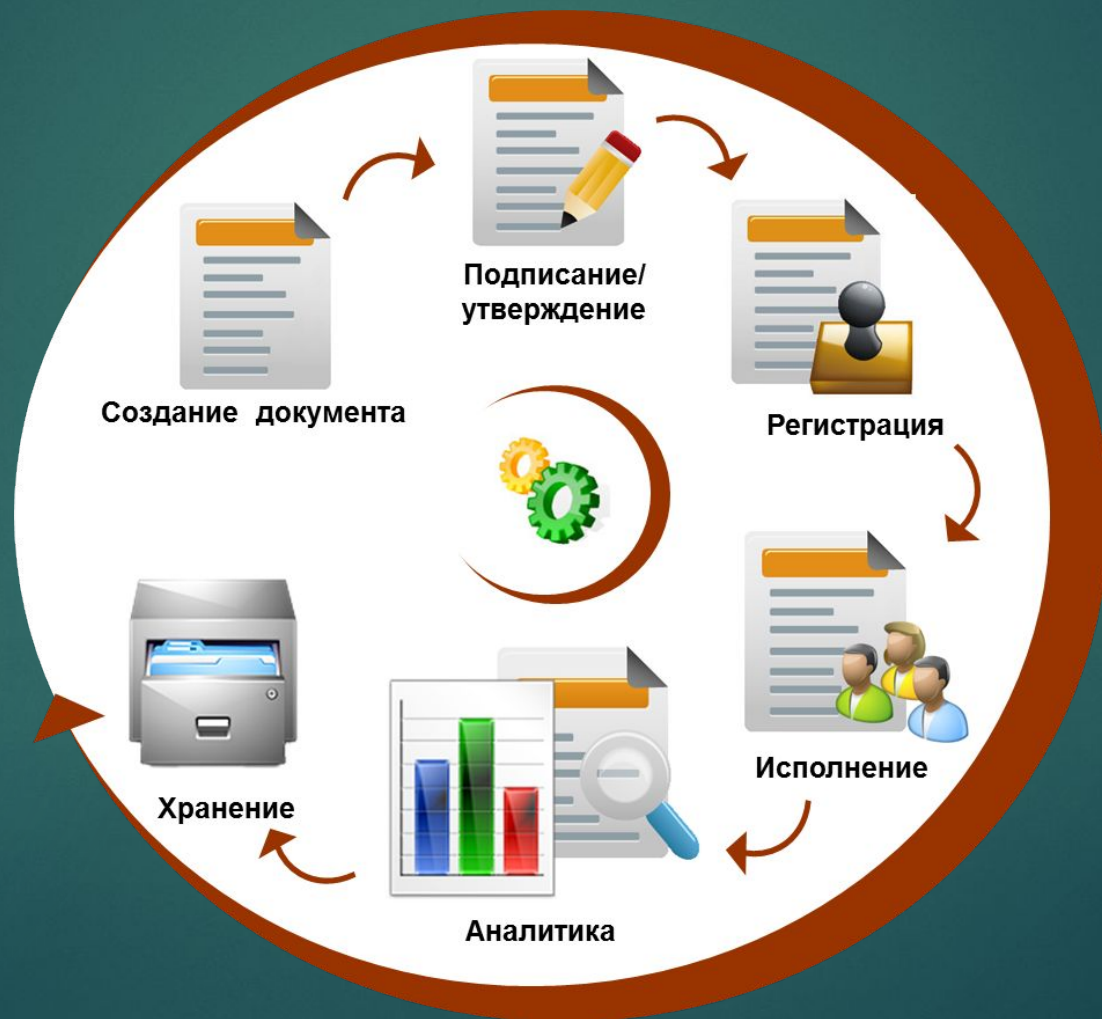 Создание документа
Подписание/
утверждение
Регистрация
Исполнение
Аналитика
Хранение